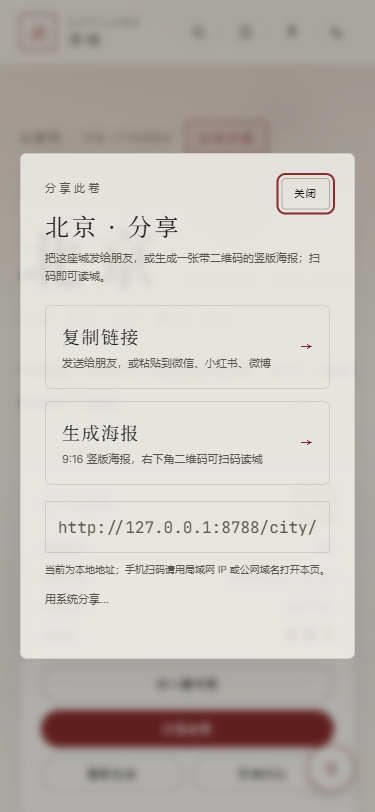 分享此卷
关闭
北京 · 分享
把这座城发给朋友，或生成一张带二维码的竖版海报；扫
码即可读城。
复制链接
→
发送给朋友，或粘贴到微信、小红书、微博
生成海报
→
9:16 竖版海报，右下角二维码可扫码读城
http://127.0.0.1:8788/city/
当前为本地地址；手机扫码请用局域网 IP 或公网域名打开本页。
用系统分享…